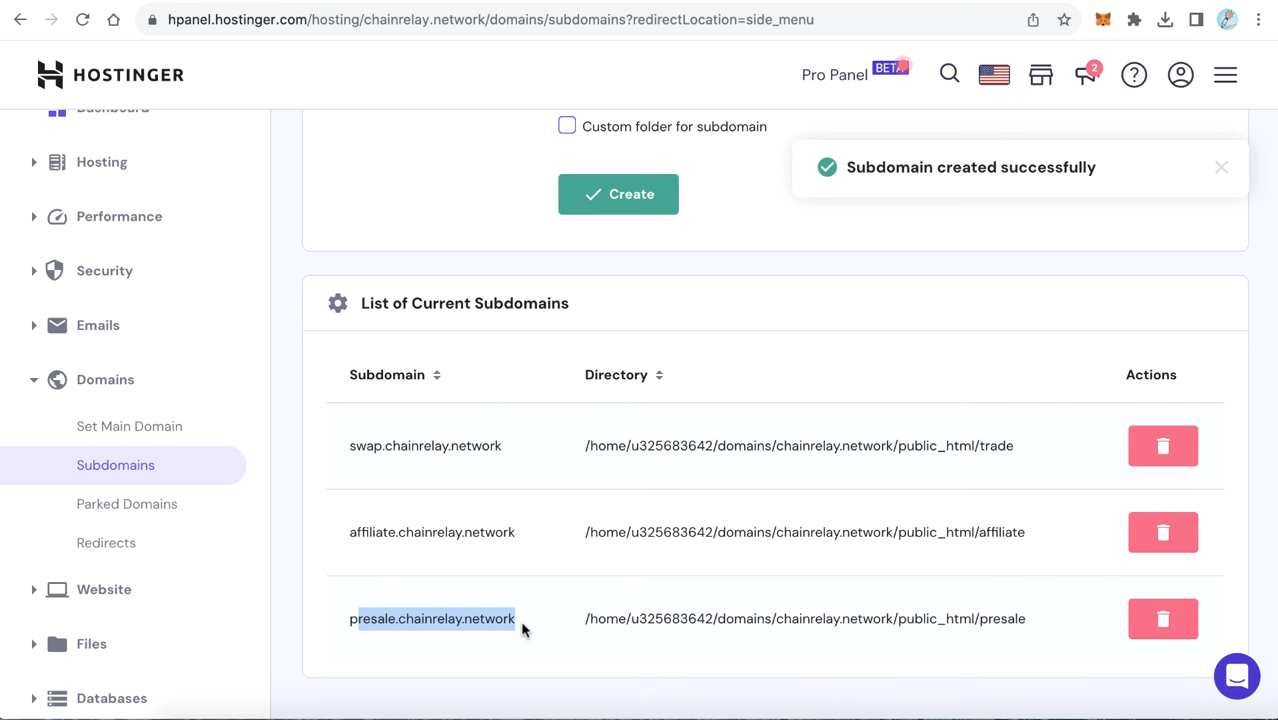 hpanel.hostinger.com/hosting/chainrelay.network/domains/subdomains?redirectLocation=side_menu
HOSTINGER
Pro Panel BETA
2
Dashboard
Custom folder for subdomain
Subdomain created successfully
Hosting
Create
Performance
Security
List of Current Subdomains
Emails
Subdomain Directory Actions
Domains
Set Main Domain
swap.chainrelay.network /home/u325683642/domains/chainrelay.network/public_html/trade
Subdomains
Parked Domains
affiliate.chainrelay.network /home/u325683642/domains/chainrelay.network/public_html/affiliate
Redirects
Website
presale.chainrelay.network /home/u325683642/domains/chainrelay.network/public_html/presale
Files
Databases